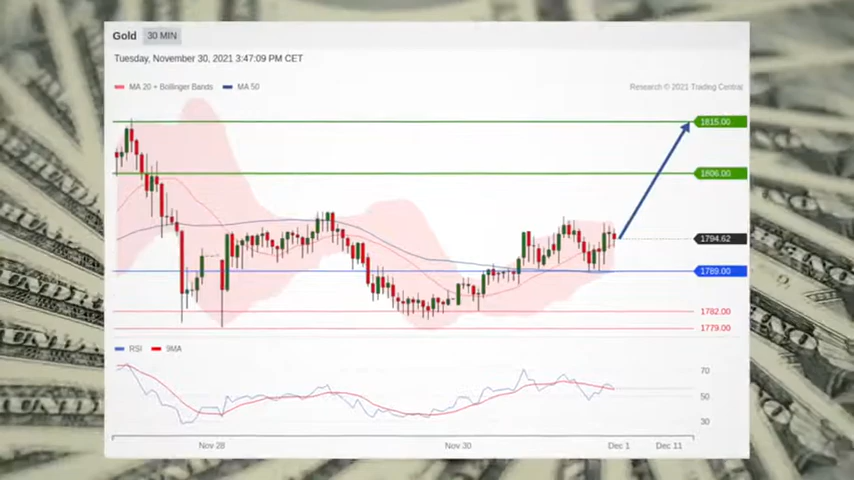 Gold 30 MIN
Tuesday, November 30, 2021 3:47:09 PM CET
MA 20 + Bollinger Bands MA 50
Research © 2021 Trading Central
1815.00
1806.00
1794.62
1789.00
1782.00
1779.00
RSI 9MA
70
50
30
Nov 28 Nov 30 Dec 1 Dec 11